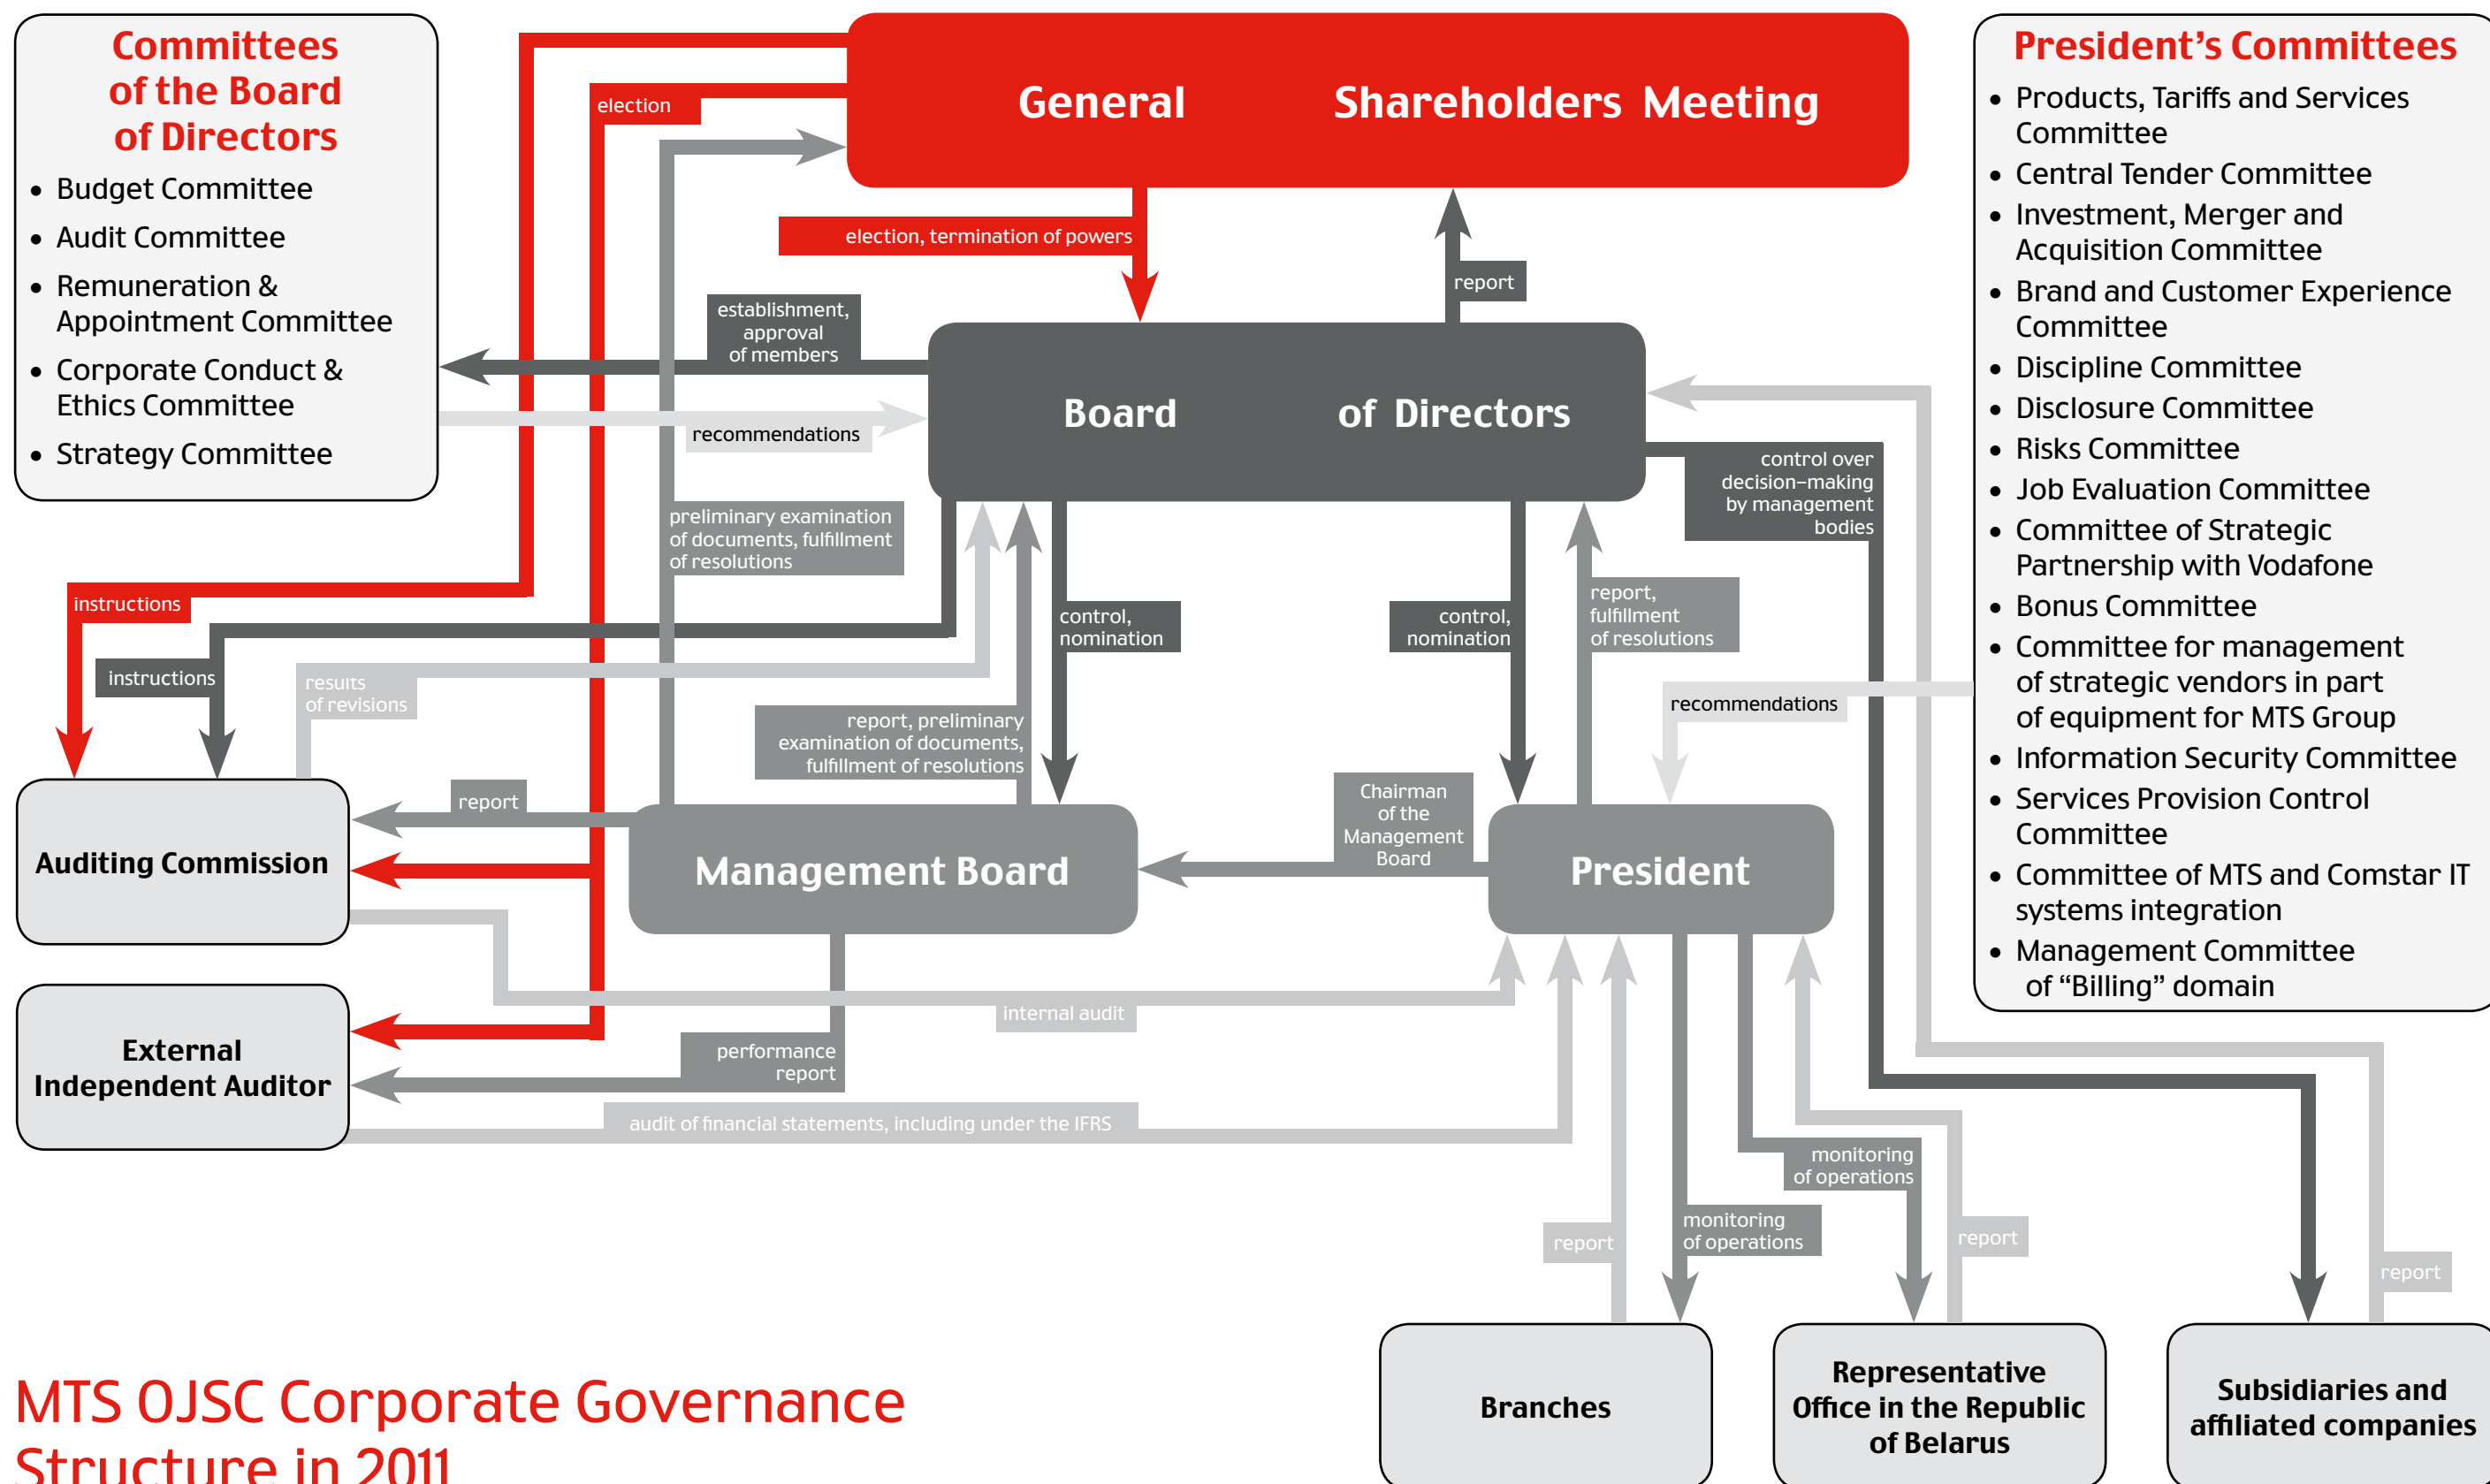 Committees
of the Board
of Directors
• Budget Committee
• Audit Committee
• Remuneration &
Appointment Committee
• Corporate Conduct &
Ethics Committee
• Strategy Committee
General Shareholders Meeting
President’s Committees
• Products, Tariffs and Services
Committee
• Central Tender Committee
• Investment, Merger and
Acquisition Committee
• Brand and Customer Experience
Committee
• Discipline Committee
• Disclosure Committee
• Risks Committee
• Job Evaluation Committee
• Committee of Strategic
Partnership with Vodafone
• Bonus Committee
• Committee for management
of strategic vendors in part
of equipment for MTS Group
• Information Security Committee
• Services Provision Control
Committee
• Committee of MTS and Comstar IT
systems integration
• Management Committee
of “Billing” domain
election
election, termination of powers
report
establishment,
approval
of members
recommendations
Board of Directors
control over
decision–making
by management
bodies
preliminary examination
of documents, fulfillment
of resolutions
instructions
instructions
results
of revisions
control,
nomination
control,
nomination
report,
fulfillment
of resolutions
recommendations
report, preliminary
examination of documents,
fulfillment of resolutions
report
Chairman
of the
Management
Board
Auditing Commission
Management Board
President
internal audit
External
Independent Auditor
performance
report
audit of financial statements, including under the IFRS
monitoring
of operations
monitoring
of operations
report
report
report
Branches
Representative
Office in the Republic
of Belarus
Subsidiaries and
affiliated companies
MTS OJSC Corporate Governance
Structure in 2011